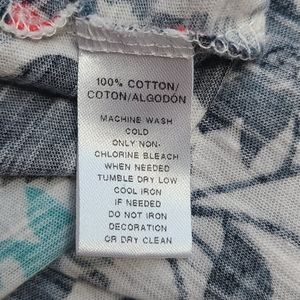 100% COTTON/
COTON/ALGODÓN
MACHINE WASH
COLD
ONLY NON-
CHLORINE BLEACH
WHEN NEEDED
TUMBLE DRY LOW
COOL IRON
IF NEEDED
DO NOT IRON
DECORATION
OR DRY CLEAN